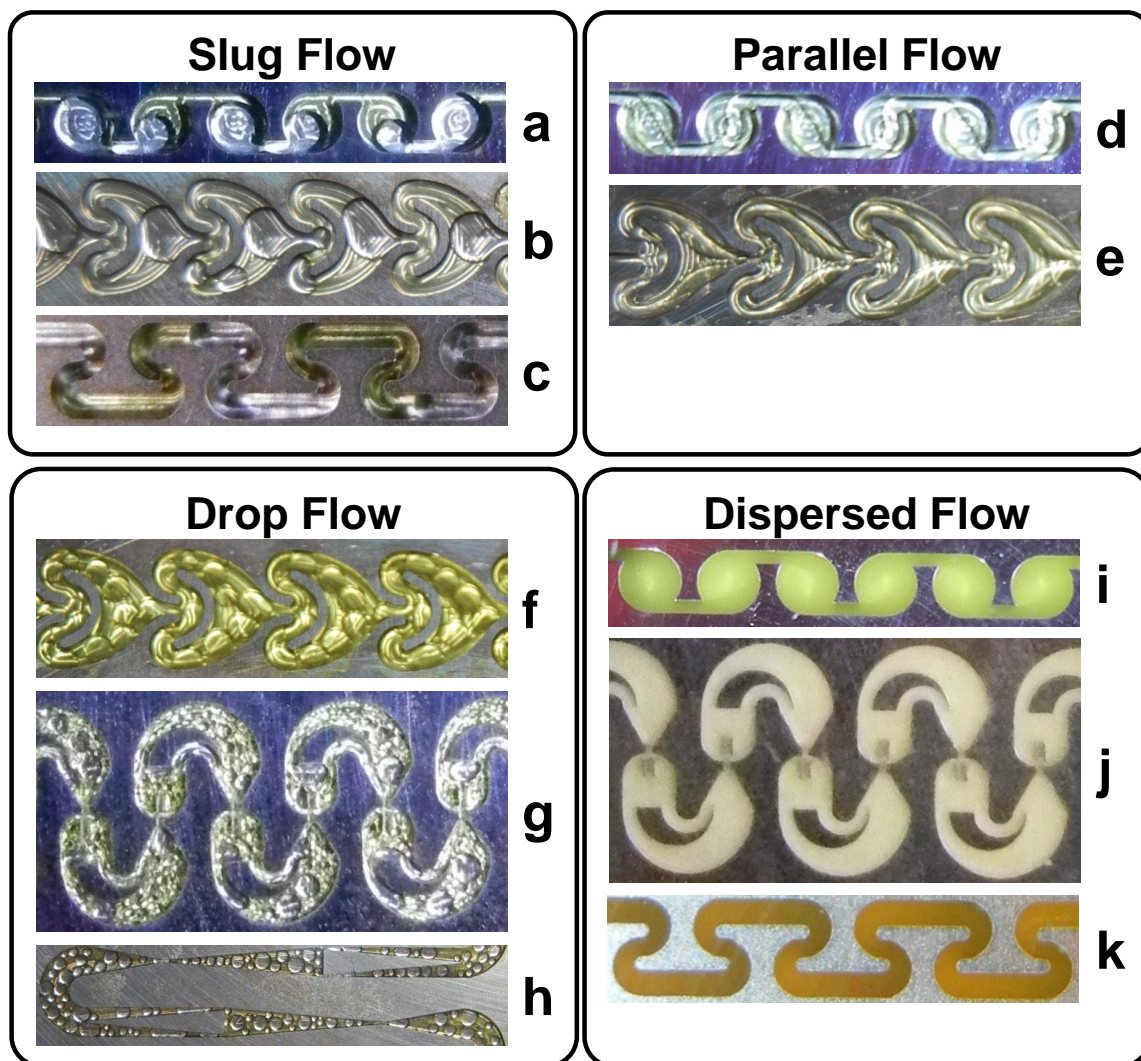 Slug Flow
a
b
c
Parallel Flow
d
e
Drop Flow
f
g
h
Dispersed Flow
i
j
k